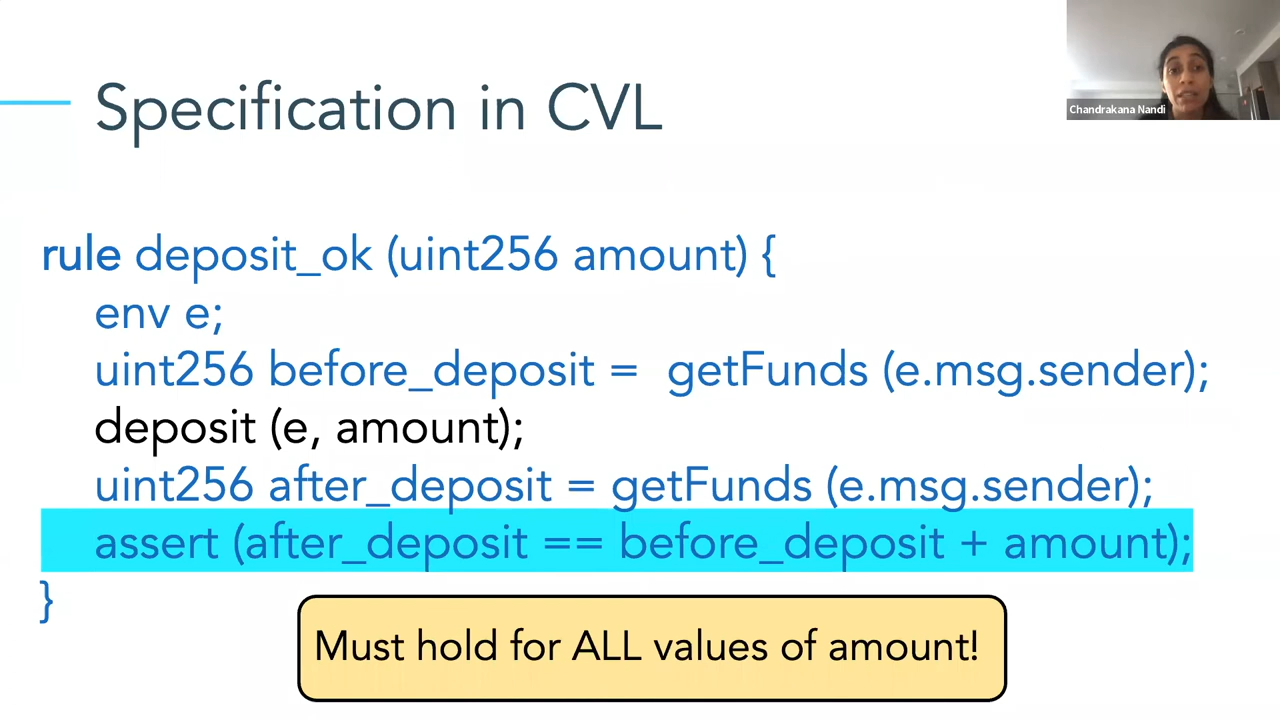 Specification in CVL
Chandrakana Nandi
rule deposit_ok (uint256 amount) {
env e;
uint256 before_deposit = getFunds (e.msg.sender);
deposit (e, amount);
uint256 after_deposit = getFunds (e.msg.sender);
assert (after_deposit == before_deposit + amount);
}
Must hold for ALL values of amount!